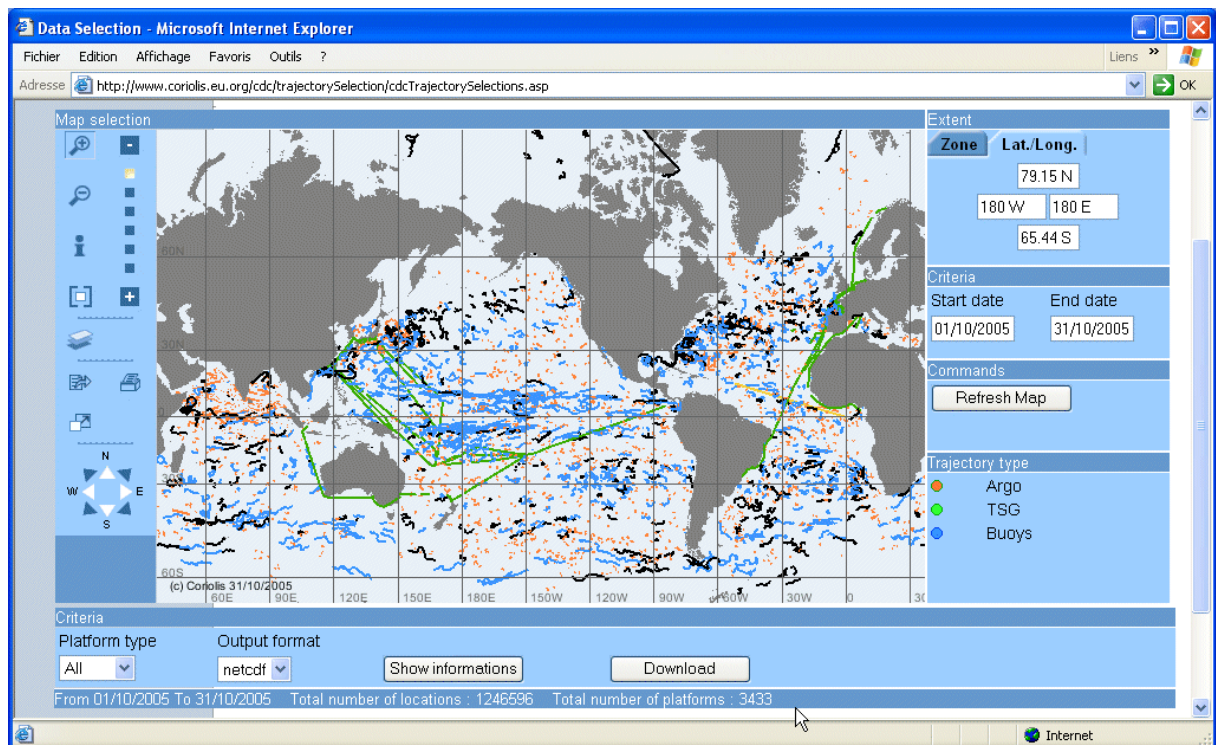 Data Selection - Microsoft Internet Explorer
Fichier Edition Affichage Favoris Outils ?
Liens »
Adresse http://www.coriolis.eu.org/cdc/trajectorySelection/cdcTrajectorySelections.asp
OK
Map selection
Extent
Zone Lat./Long.
79.15 N
180 W 180 E
65.44 S
Criteria
Start date End date
01/10/2005 31/10/2005
Commands
Refresh Map
Trajectory type
Argo
TSG
Buoys
N
W E
S
60N
30N
0
30S
60S
(c) Coriolis 31/10/2005
60E 90E 120E 150E 180E 150W 120W 90W 60W 30W 0 30
Criteria
Platform type Output format
All netcdf Show informations Download
From 01/10/2005 To 31/10/2005 Total number of locations : 1246596 Total number of platforms : 3433
Internet